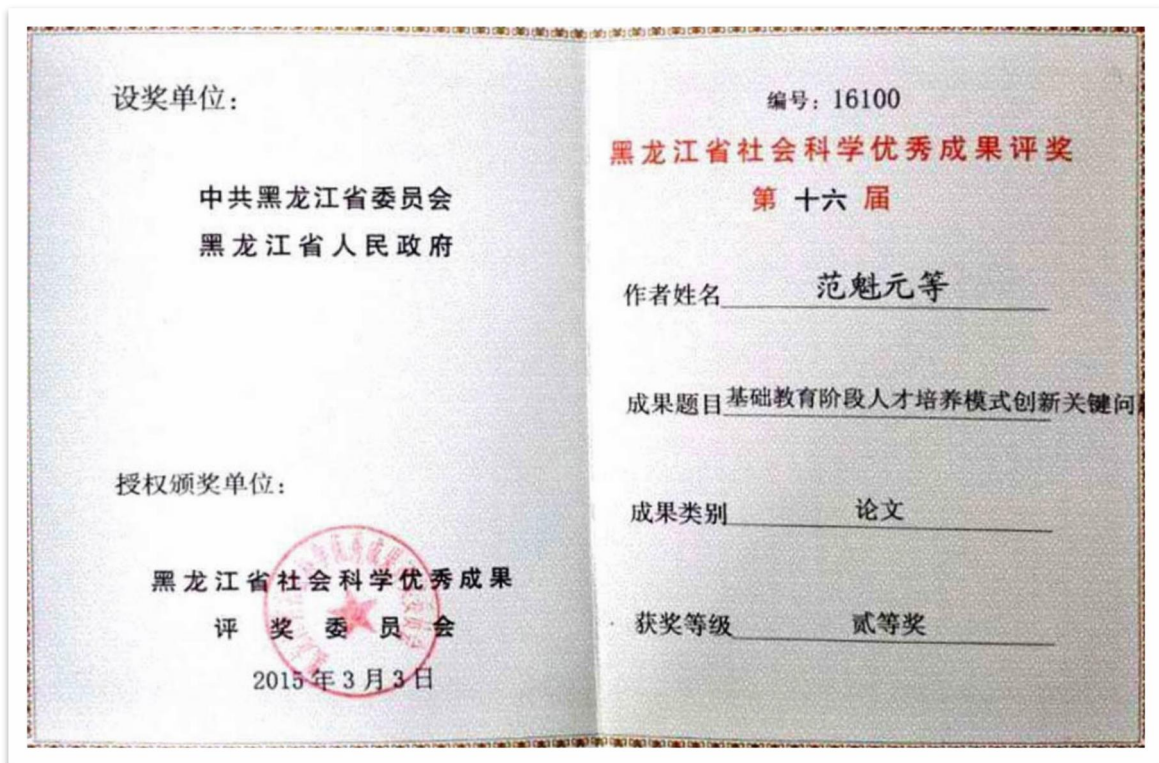 设奖单位：
中共黑龙江省委员会
黑龙江省人民政府
授权颁奖单位：
黑龙江省社会科学优秀成果
评奖委员会
2015年3月3日
编号：16100
黑龙江省社会科学优秀成果评奖
第 十六 届
作者姓名 范魁元等
成果题目 基础教育阶段人才培养模式创新关键问
成果类别 论文
获奖等级 贰等奖